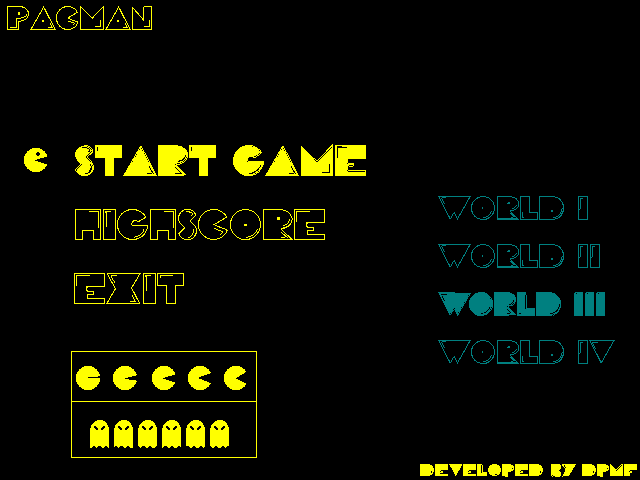 PACMAN
START GAME
HIGHSCORE
EXIT
WORLD I
WORLD II
WORLD III
WORLD IV
DEVELOPED BY DPMF